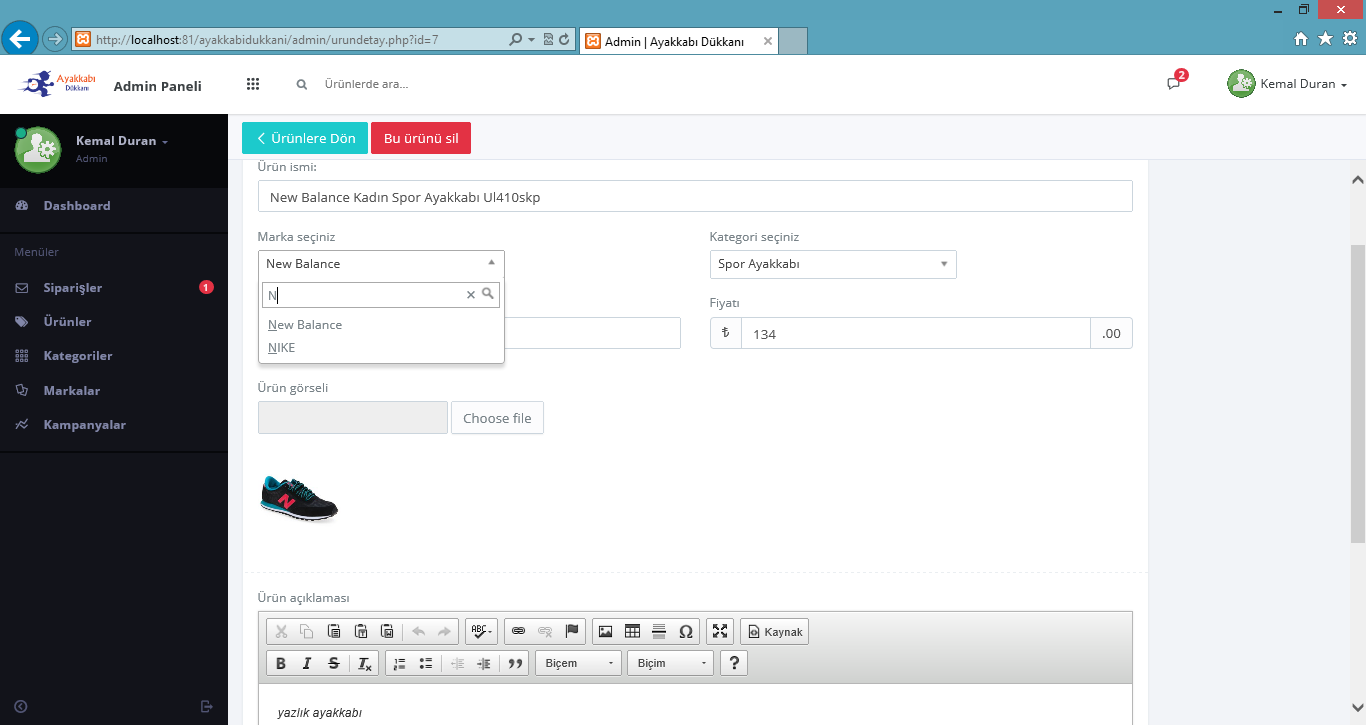 http://localhost:81/ayakkabidukkani/admin/urundetay.php?id=7
Admin | Ayakkabı Dükkanı
Ayakkabı
Dükkanı
Admin Paneli
Ürünlerde ara...
2
Kemal Duran
Kemal Duran
Admin
Ürünlere Dön
Bu ürünü sil
Dashboard
Menüler
Siparişler
1
Ürünler
Kategoriler
Markalar
Kampanyalar
Ürün ismi:
New Balance Kadın Spor Ayakkabı Ul410skp
Marka seçiniz
Kategori seçiniz
New Balance
Spor Ayakkabı
N
New Balance
NIKE
Fiyatı
₺ 134 .00
Ürün görseli
Choose file
N
Ürün açıklaması
ABC
Ω
Kaynak
B I S Tx
Biçem
Biçim
?
yazlık ayakkabı